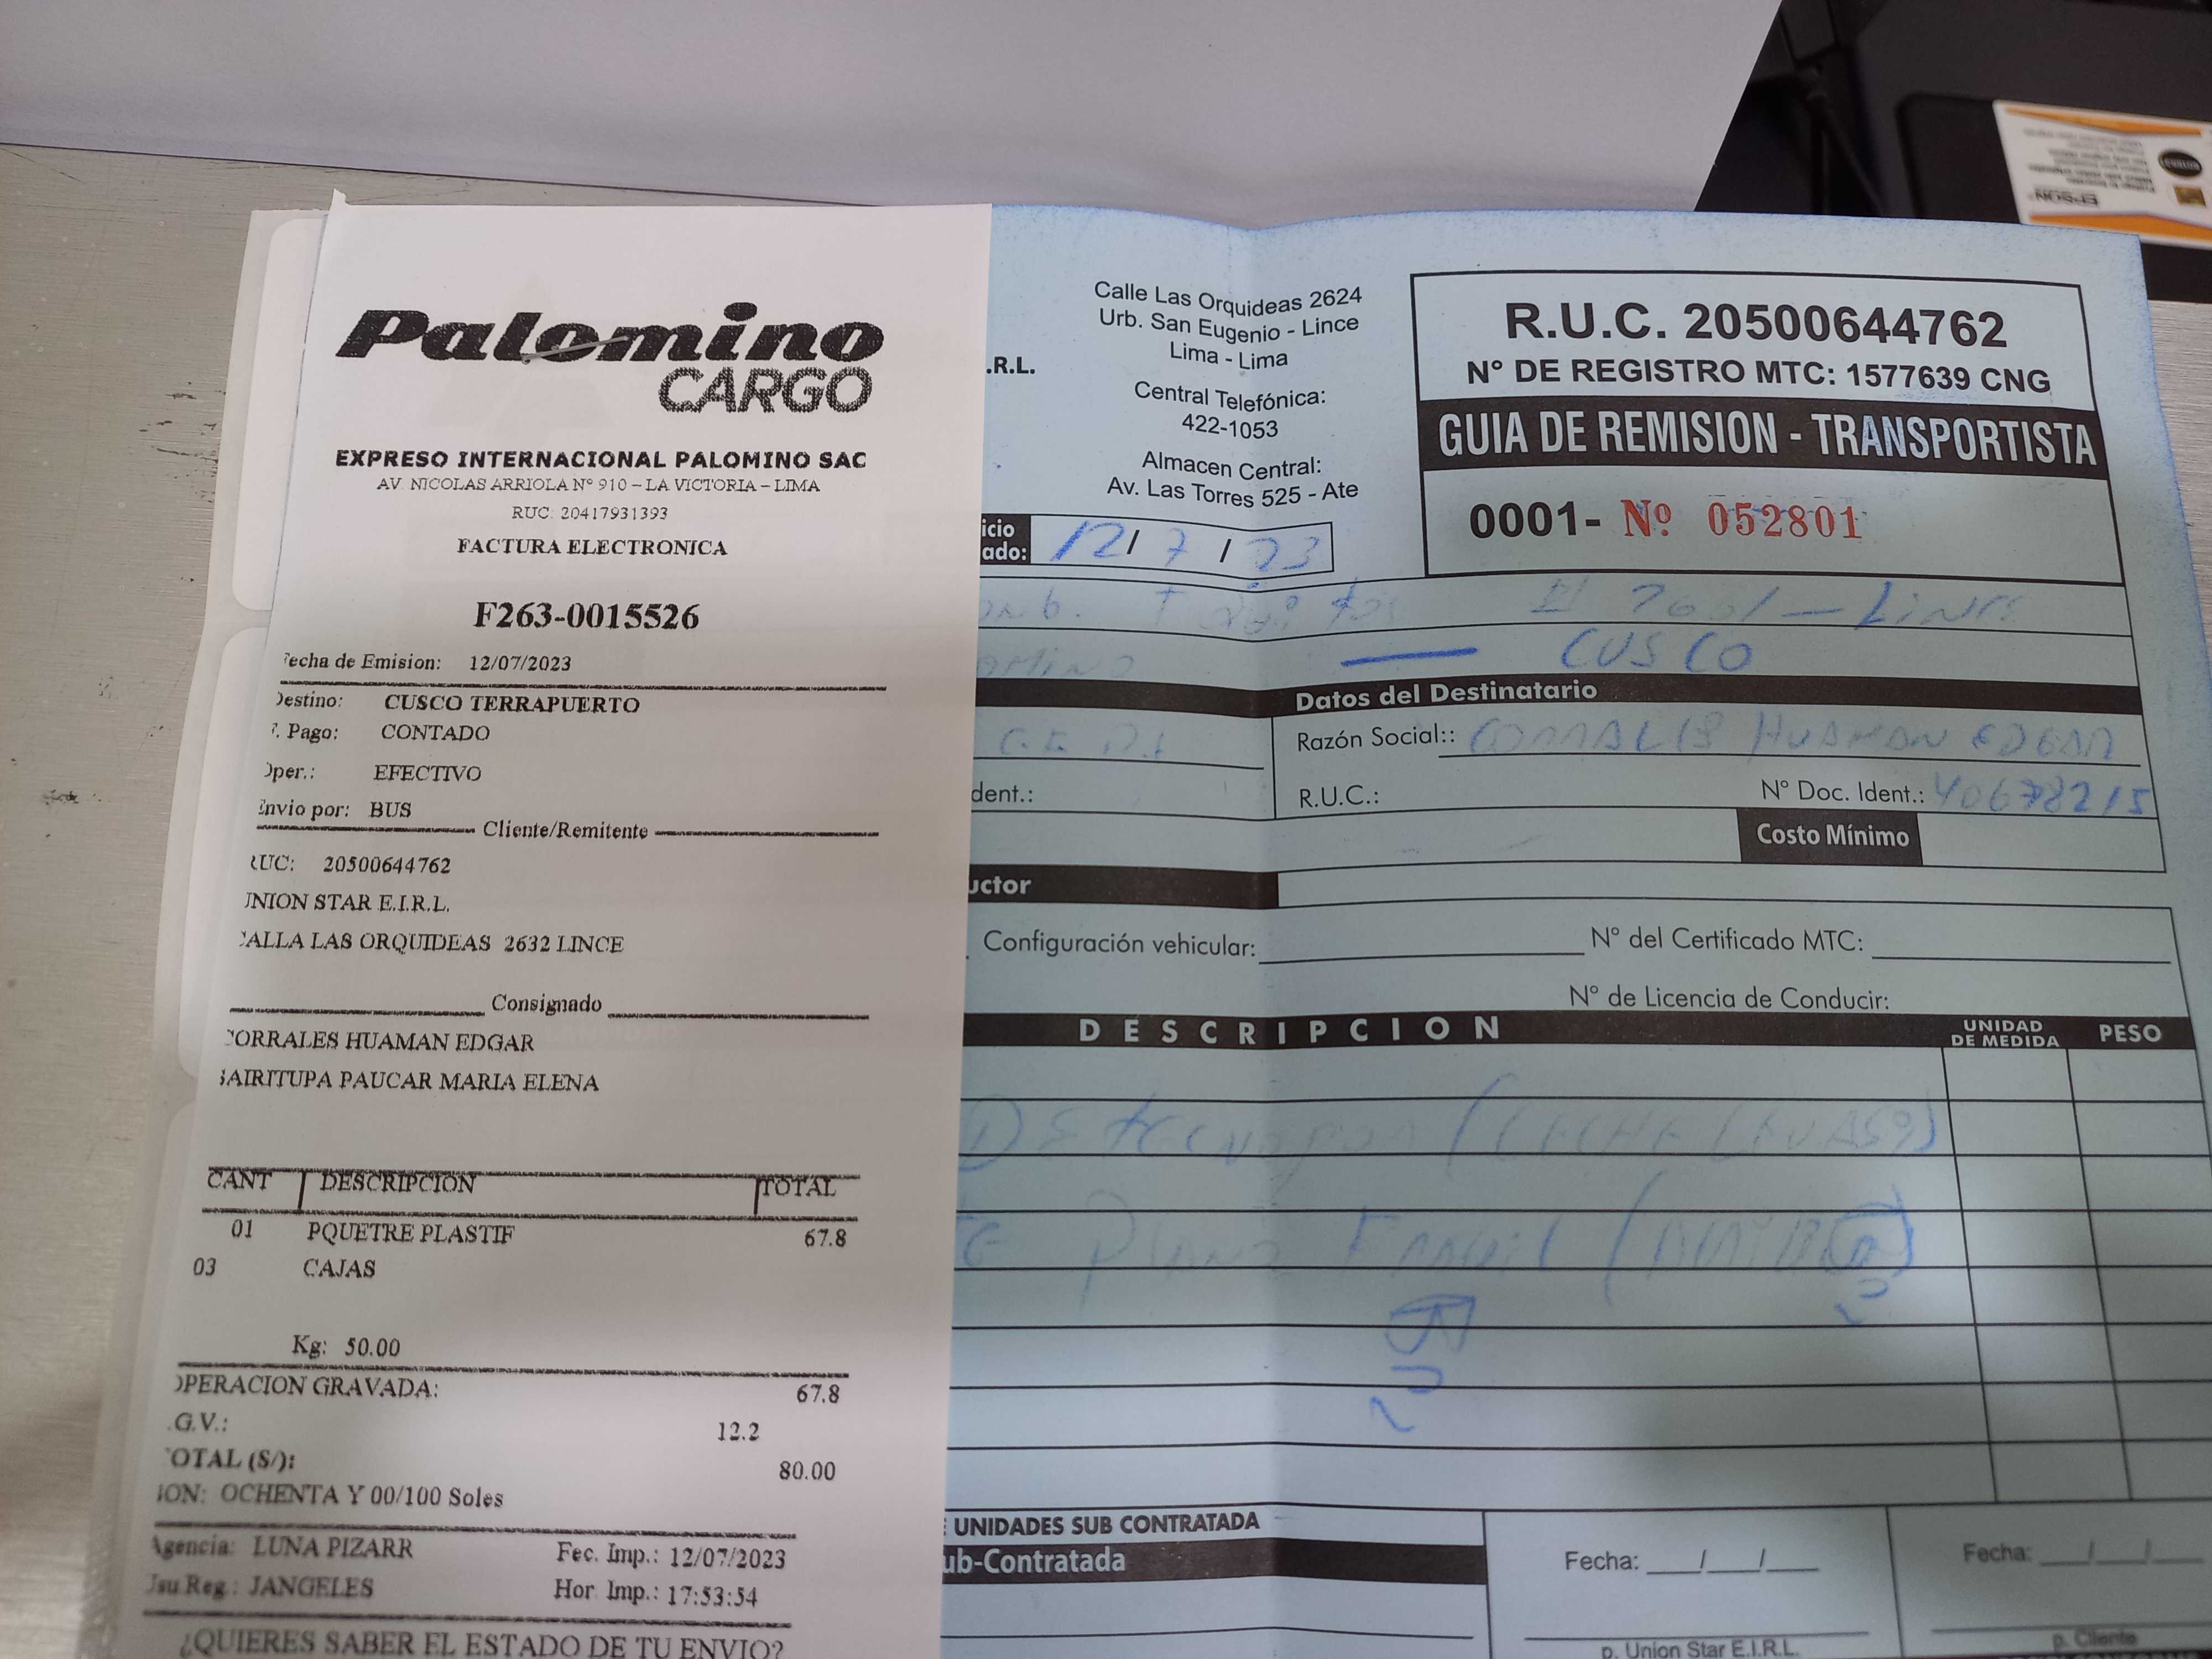 Palomino
CARGO
EXPRESO INTERNACIONAL PALOMINO SAC
AV. NICOLAS ARRIOLA Nº 910 – LA VICTORIA – LIMA
RUC: 20417931393
FACTURA ELECTRONICA
F263-0015526
Fecha de Emision: 12/07/2023
Destino: CUSCO TERRAPUERTO
F. Pago: CONTADO
Oper.: EFECTIVO
Envio por: BUS
Cliente/Remitente
RUC: 20500644762
UNION STAR E.I.R.L.
CALLA LAS ORQUIDEAS 2632 LINCE
Consignado
CORRALES HUAMAN EDGAR
SAIRITUPA PAUCAR MARIA ELENA
CANT DESCRIPCION TOTAL
01 PQUETRE PLASTIF 67.8
03 CAJAS
Kg: 50.00
OPERACION GRAVADA: 67.8
.G.V.: 12.2
TOTAL (S/): 80.00
ION: OCHENTA Y 00/100 Soles
Agencia: LUNA PIZARR Fec. Imp.: 12/07/2023
Usu.Reg.: JANGELES Hor. Imp.: 17:53:54
¿QUIERES SABER EL ESTADO DE TU ENVIO?
.R.L.
Calle Las Orquideas 2624
Urb. San Eugenio - Lince
Lima - Lima
Central Telefónica:
422-1053
Almacen Central:
Av. Las Torres 525 - Ate
R.U.C. 20500644762
N° DE REGISTRO MTC: 1577639 CNG
GUIA DE REMISION - TRANSPORTISTA
0001- Nº 052801
icio
ado: 12/ 7 / 23
LINCE
OMINO — CUSCO
Datos del Destinatario
Razón Social:: CORRALES HUAMAN EDGAR
dent.: R.U.C.: N° Doc. Ident.: 40678215
Costo Mínimo
uctor
Configuración vehicular: N° del Certificado MTC:
N° de Licencia de Conducir:
DESCRIPCION UNIDAD DE MEDIDA PESO
UNIDADES SUB CONTRATADA
ub-Contratada
Fecha: / / Fecha: / /
p. Union Star E.I.R.L. p. Cliente
EPSON